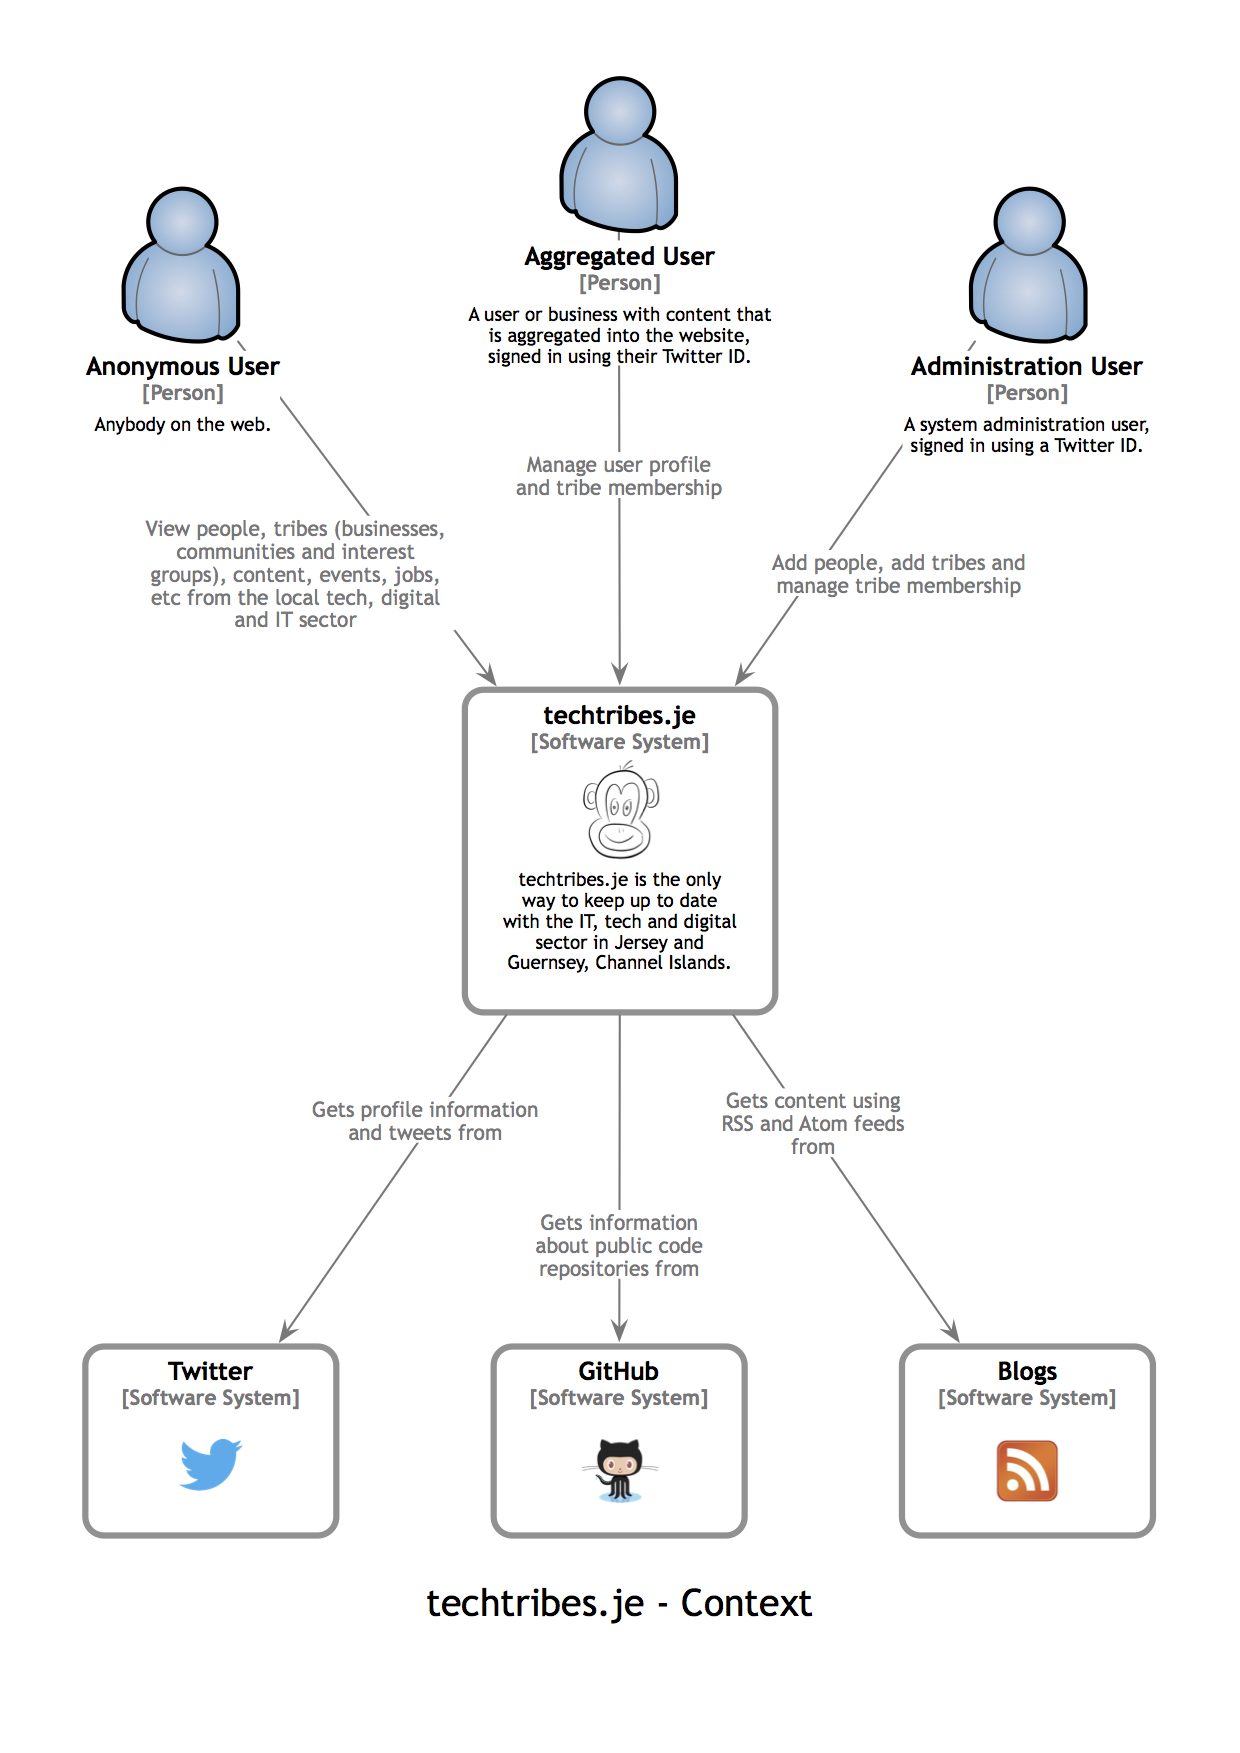 Aggregated User
[Person]
A user or business with content that
is aggregated into the website,
signed in using their Twitter ID.
Anonymous User
[Person]
Anybody on the web.
Administration User
[Person]
A system administration user,
signed in using a Twitter ID.
Manage user profile
and tribe membership
View people, tribes (businesses,
communities and interest
groups), content, events, jobs,
etc from the local tech, digital
and IT sector
Add people, add tribes and
manage tribe membership
techtribes.je
[Software System]
techtribes.je is the only
way to keep up to date
with the IT, tech and digital
sector in Jersey and
Guernsey, Channel Islands.
Gets profile information
and tweets from
Gets content using
RSS and Atom feeds
from
Gets information
about public code
repositories from
Twitter
[Software System]
GitHub
[Software System]
Blogs
[Software System]
techtribes.je - Context